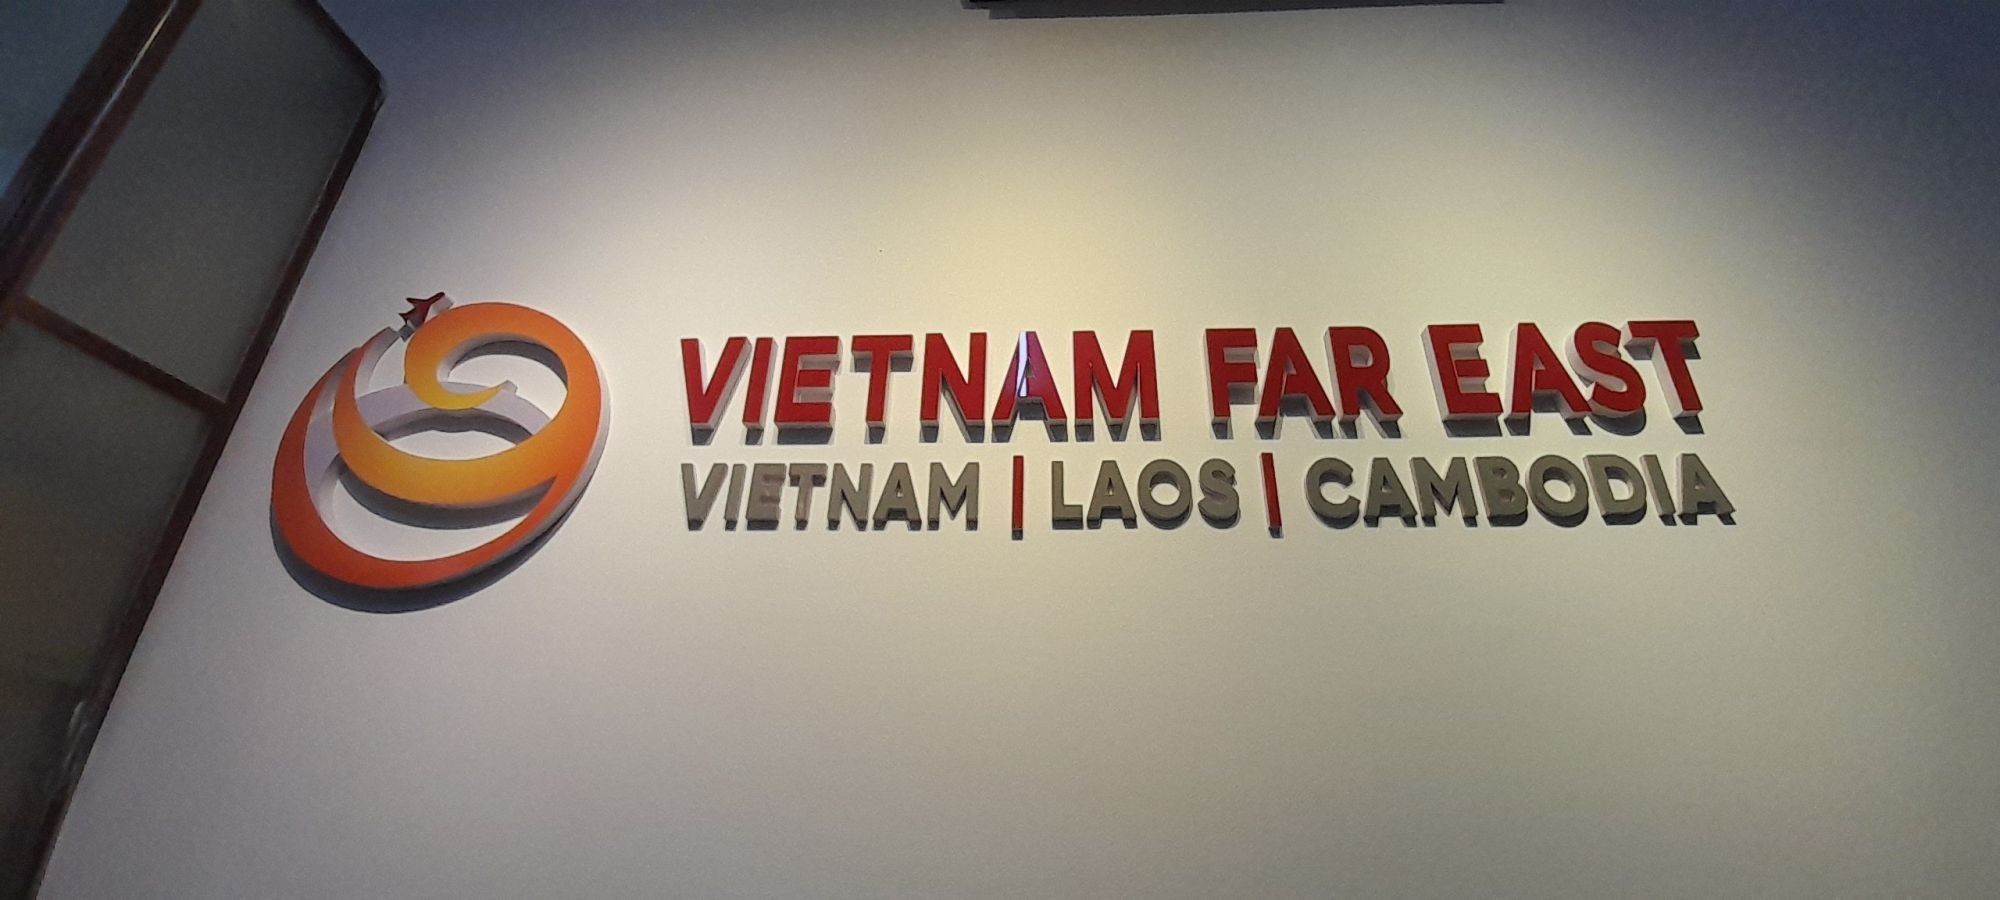 VIETNAM FAR EAST
VIETNAM | LAOS | CAMBODIA